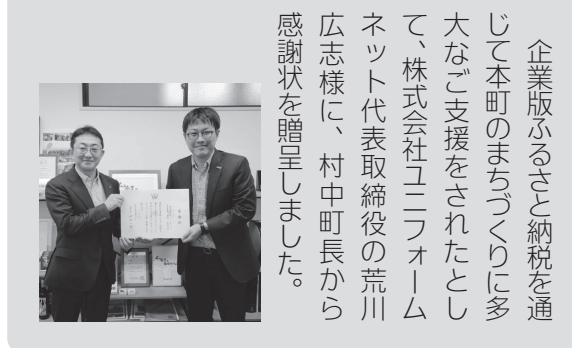 企業版ふるさと納税を通
じて本町のまちづくりに多
大なご支援をされたとし
て、株式会社ユニフォーム
ネット代表取締役の荒川
広志様に、村中町長から
感謝状を贈呈しました。